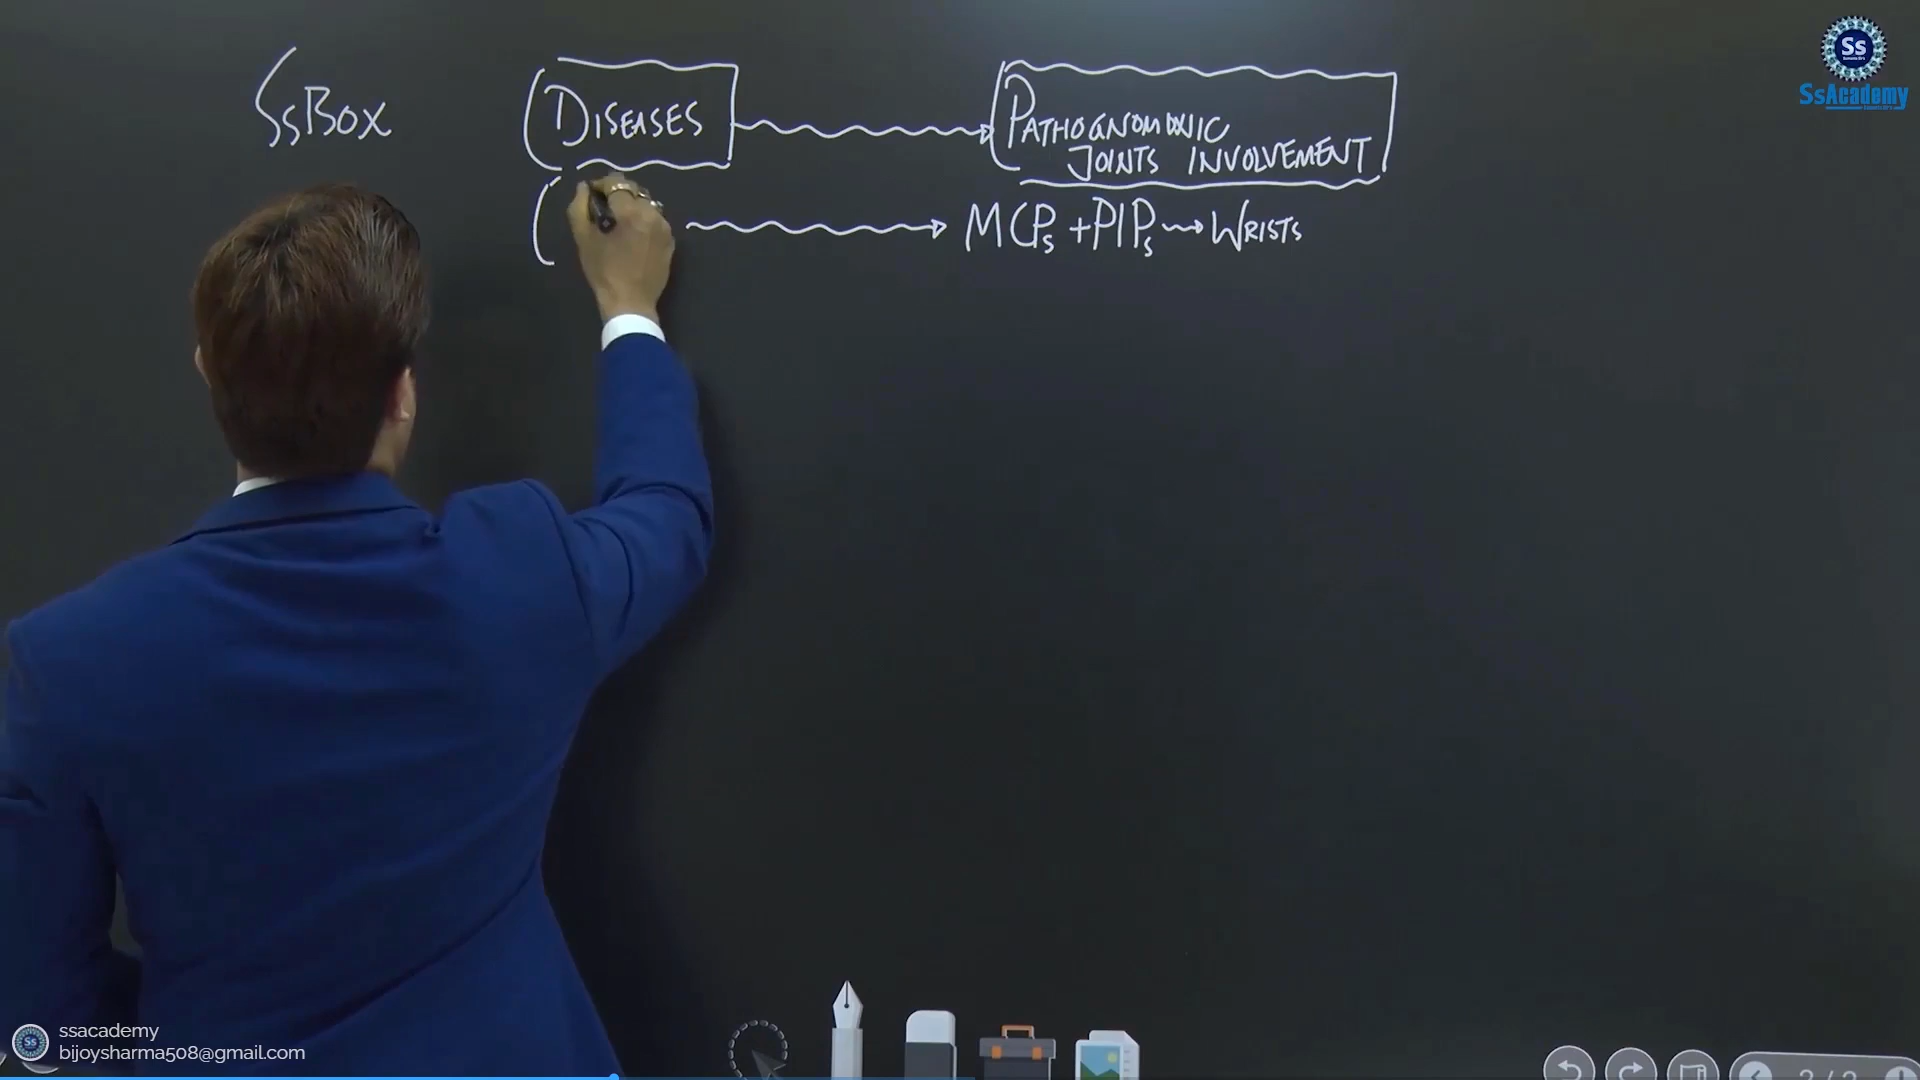 SsBox
DISEASES
PATHOGNOMONIC
JOINTS INVOLVEMENT
MCPs + PIPs → WRISTS
Ss
SsAcademy
ssacademy
bijoysharma508@gmail.com